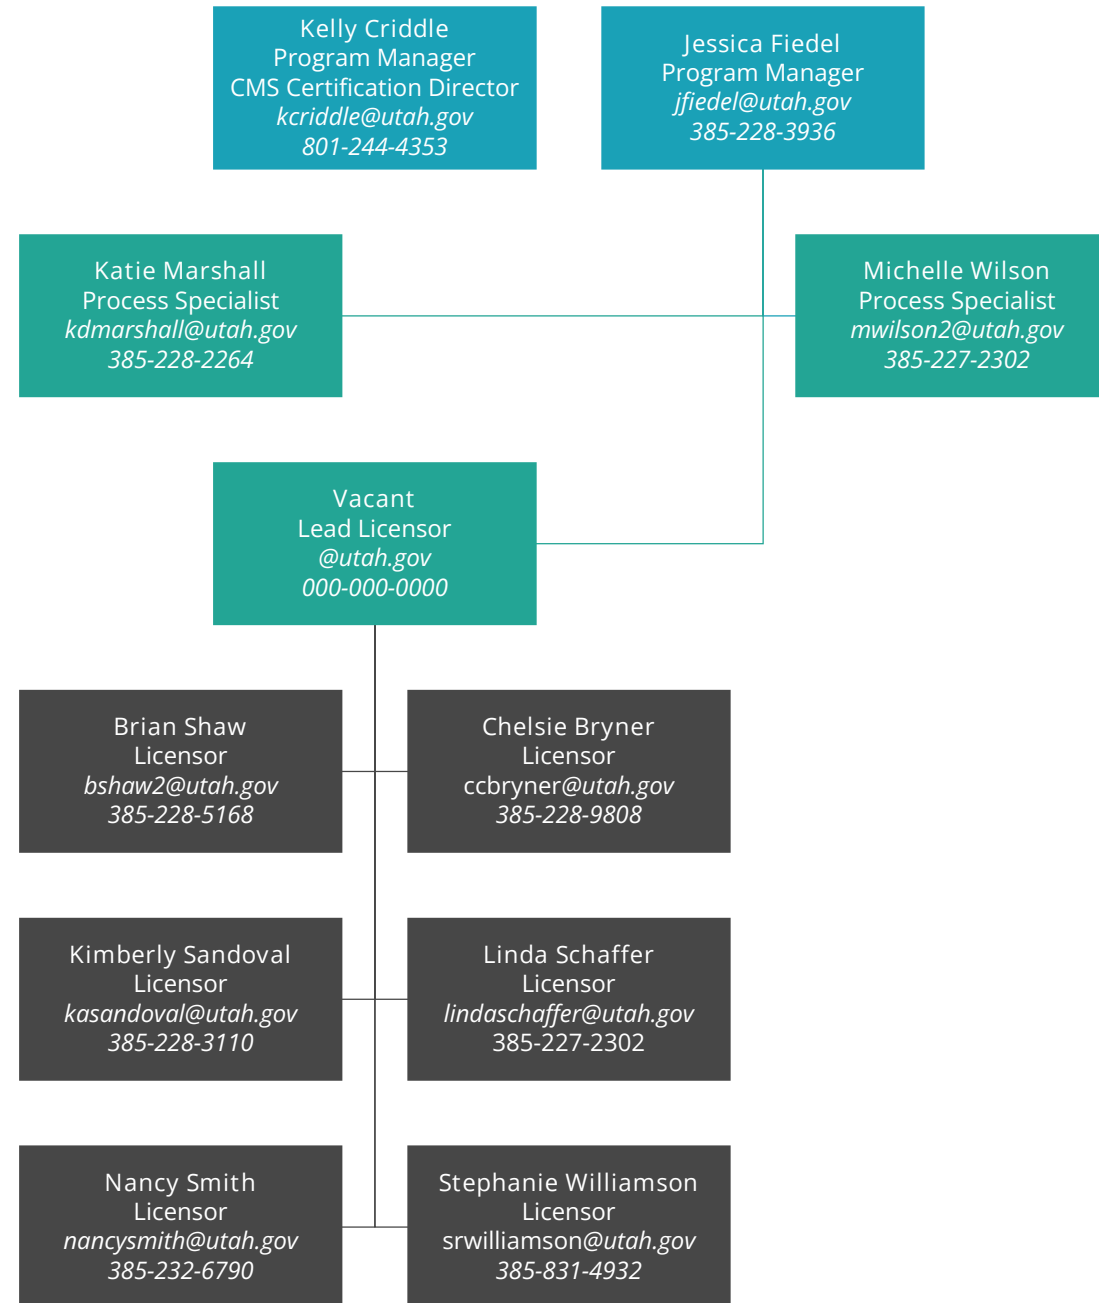 Kelly Criddle
Program Manager
CMS Certification Director
kcriddle@utah.gov
801-244-4353
Jessica Fiedel
Program Manager
jfiedel@utah.gov
385-228-3936
Katie Marshall
Process Specialist
kdmarshall@utah.gov
385-228-2264
Michelle Wilson
Process Specialist
mwilson2@utah.gov
385-227-2302
Vacant
Lead Licensor
@utah.gov
000-000-0000
Brian Shaw
Licensor
bshaw2@utah.gov
385-228-5168
Chelsie Bryner
Licensor
ccbryner@utah.gov
385-228-9808
Kimberly Sandoval
Licensor
kasandoval@utah.gov
385-228-3110
Linda Schaffer
Licensor
lindaschaffer@utah.gov
385-227-2302
Nancy Smith
Licensor
nancysmith@utah.gov
385-232-6790
Stephanie Williamson
Licensor
srwilliamson@utah.gov
385-831-4932